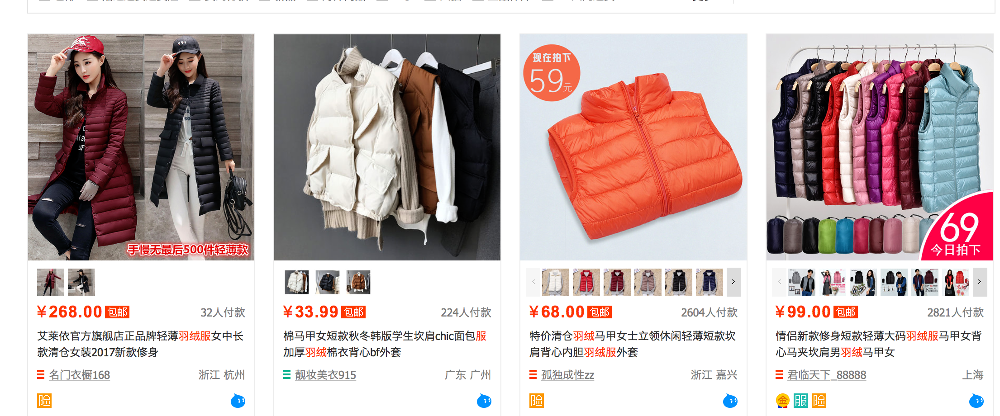 手慢无最后500件轻薄款
¥268.00 包邮 32人付款
艾莱依官方旗舰店正品牌轻薄羽绒服女中长
款清仓女装2017新款修身
名门衣橱168 浙江 杭州
险
¥33.99 包邮 224人付款
棉马甲女短款秋冬韩版学生坎肩chic面包服
加厚羽绒棉衣背心bf外套
靓妆美衣915 广东 广州
现在拍下
59元
¥68.00 包邮 2604人付款
特价清仓羽绒马甲女士立领休闲轻薄短款坎
肩背心内胆羽绒服外套
孤独成性zz 浙江 嘉兴
险
69
今日拍下
¥99.00 包邮 2821人付款
情侣新款修身短款轻薄大码羽绒服马甲女背
心马夹坎肩男羽绒马甲女
君临天下_88888 上海
金 服 险